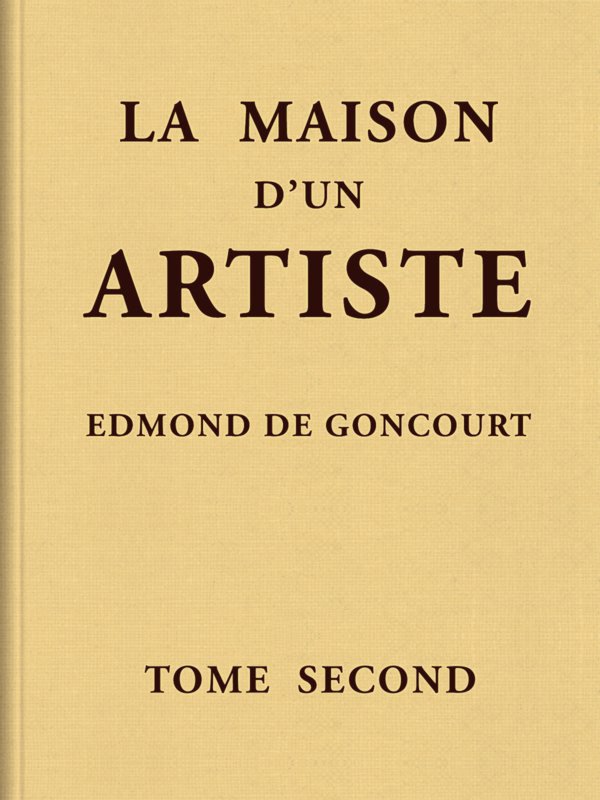 LA MAISON
D’UN
ARTISTE
EDMOND DE GONCOURT
TOME SECOND